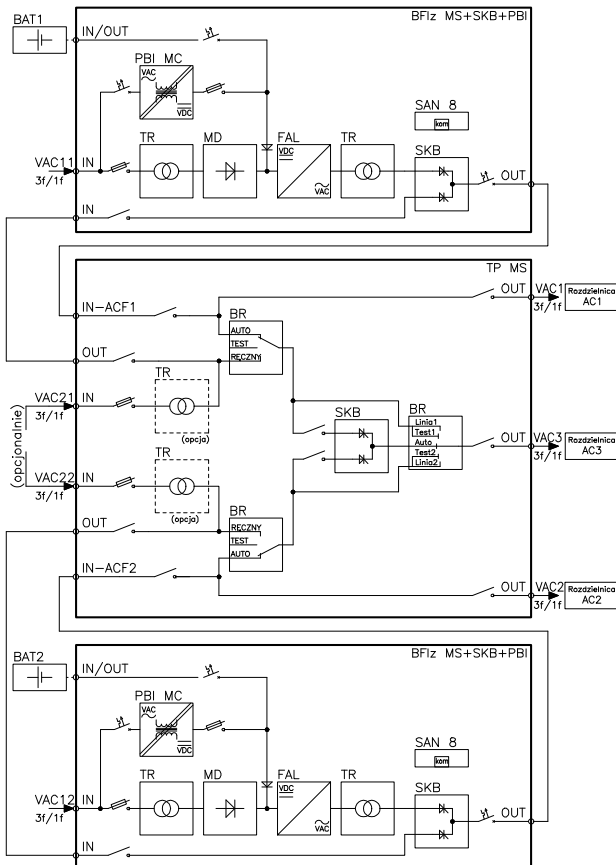 BAT1
IN/OUT
BFIz MS+SKB+PBI
PBI MC
VAC
VDC
SAN 8
kom
TR
MD
FAL
TR
SKB
VDC
VAC
VAC11
IN
3f/1f
OUT
IN
TP MS
OUT
VAC1
3f/1f
Rozdzielnica
AC1
IN-ACF1
BR
AUTO
TEST
RĘCZNY
OUT
TR
VAC21
IN
3f/1f
(opcja)
SKB
BR
Linia1
Test1
Auto
Test2
Linia2
OUT
VAC3
3f/1f
Rozdzielnica
AC3
(opcjonalnie)
TR
VAC22
IN
3f/1f
(opcja)
BR
OUT
RĘCZNY
TEST
AUTO
IN-ACF2
OUT
VAC2
3f/1f
Rozdzielnica
AC2
BAT2
IN/OUT
BFIz MS+SKB+PBI
PBI MC
VAC
VDC
SAN 8
kom
TR
MD
FAL
TR
SKB
VDC
VAC
VAC12
IN
3f/1f
OUT
IN